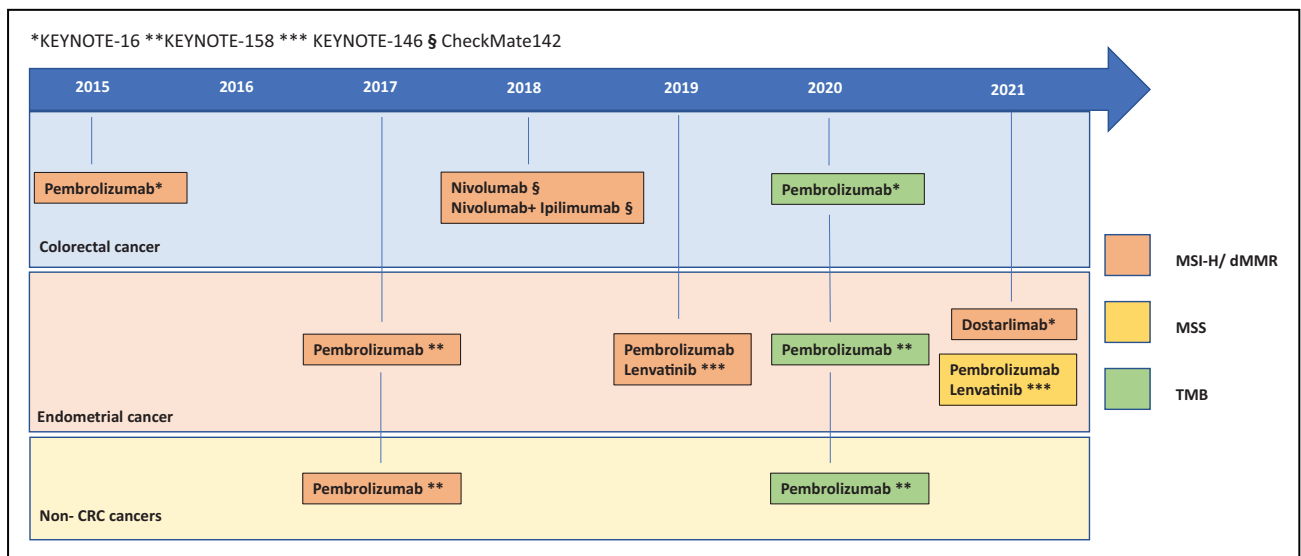 *KEYNOTE-16 **KEYNOTE-158 *** KEYNOTE-146 § CheckMate142
2015 2016 2017 2018 2019 2020 2021
Pembrolizumab*
Nivolumab §
Nivolumab+ Ipilimumab §
Pembrolizumab*
Colorectal cancer
Pembrolizumab **
Pembrolizumab
Lenvatinib ***
Pembrolizumab **
Dostarlimab*
Pembrolizumab
Lenvatinib ***
Endometrial cancer
Pembrolizumab **
Pembrolizumab **
Non- CRC cancers
MSI-H/ dMMR
MSS
TMB